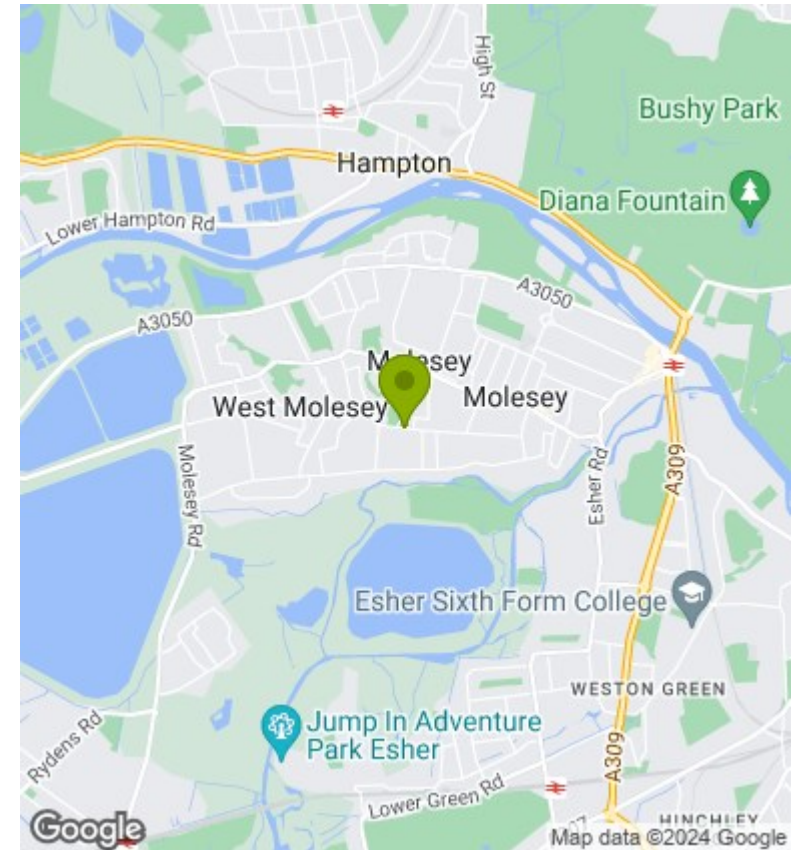 High St
Bushy Park
Hampton
Diana Fountain
Lower Hampton Rd
A3050
A3050
Molesey
West Molesey
Molesey
Molesey Rd
Esher Rd
A309
Esher Sixth Form College
WESTON GREEN
Jump In Adventure
Park Esher
Rydens Rd
A309
Lower Green Rd
HINCHLEY
Google
Map data ©2024 Google